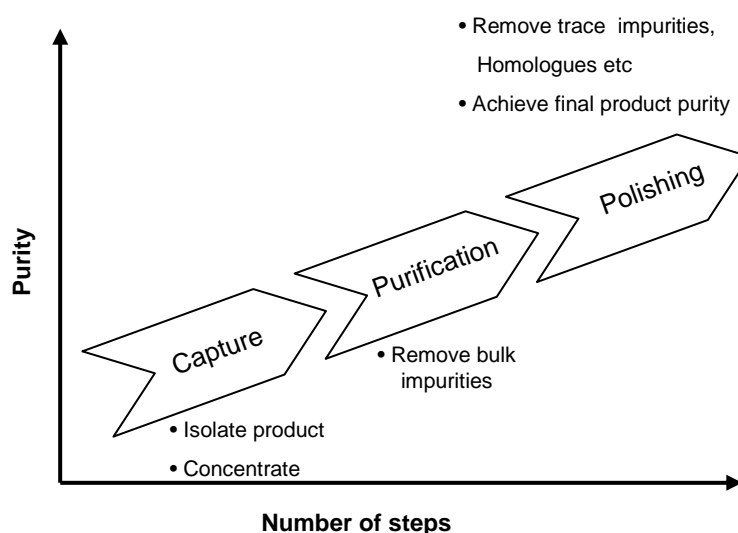 • Remove trace impurities,
Homologues etc
• Achieve final product purity
Polishing
Purification
Capture
• Remove bulk
impurities
• Isolate product
• Concentrate
Purity
Number of steps